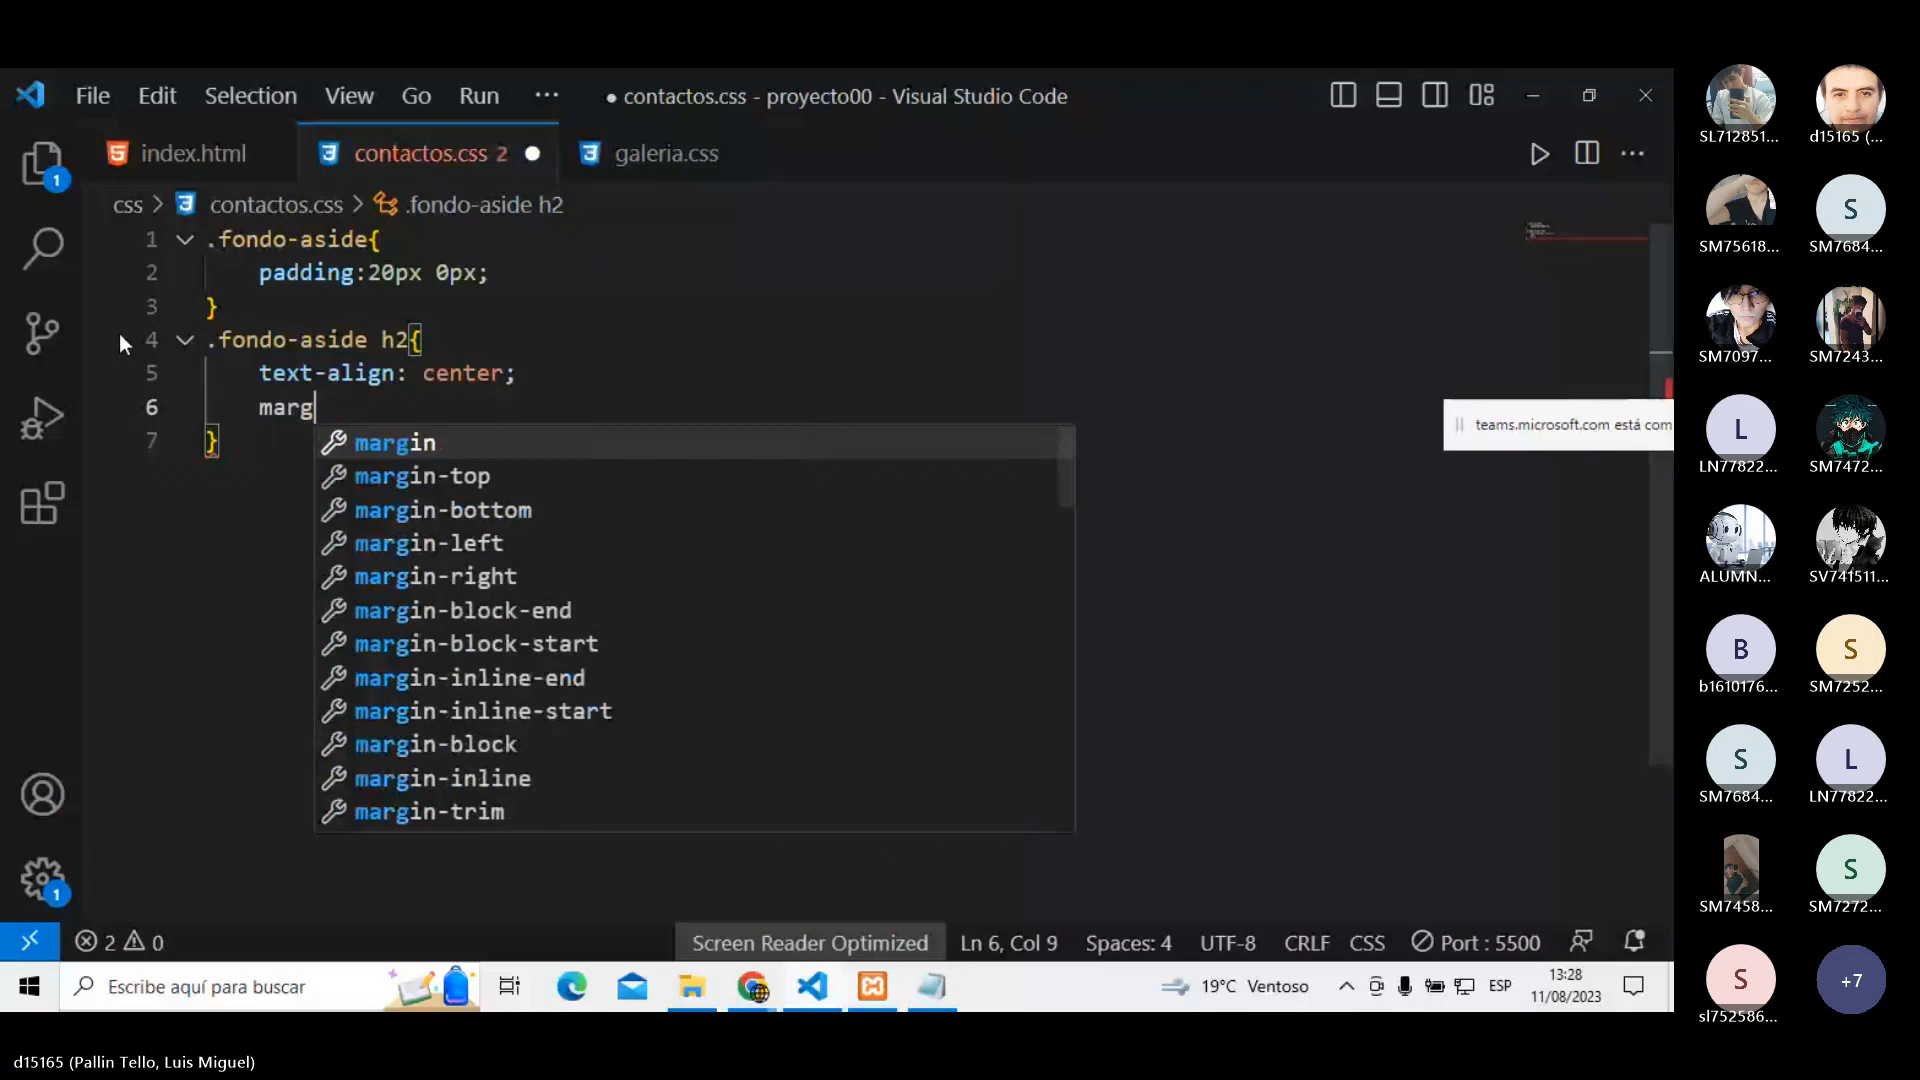 File Edit Selection View Go Run ··· ● contactos.css - proyecto00 - Visual Studio Code
index.html contactos.css 2 galeria.css
css > contactos.css > .fondo-aside h2
1 .fondo-aside{
2 padding:20px 0px;
3 }
4 .fondo-aside h2{
5 text-align: center;
6 marg
7 }
margin
margin-top
margin-bottom
margin-left
margin-right
margin-block-end
margin-block-start
margin-inline-end
margin-inline-start
margin-block
margin-inline
margin-trim
teams.microsoft.com está com
1
1
2 0 Screen Reader Optimized Ln 6, Col 9 Spaces: 4 UTF-8 CRLF CSS Port : 5500
Escribe aquí para buscar 19°C Ventoso ESP 13:28
11/08/2023
SL712851... d15165 (...
S
SM75618... SM7684...
SM7097... SM7243...
L
LN77822... SM7472...
ALUMN... SV741511...
B S
b1610176... SM7252...
S L
SM7684... LN77822...
S
SM7458... SM7272...
S +7
sl752586...
d15165 (Pallin Tello, Luis Miguel)